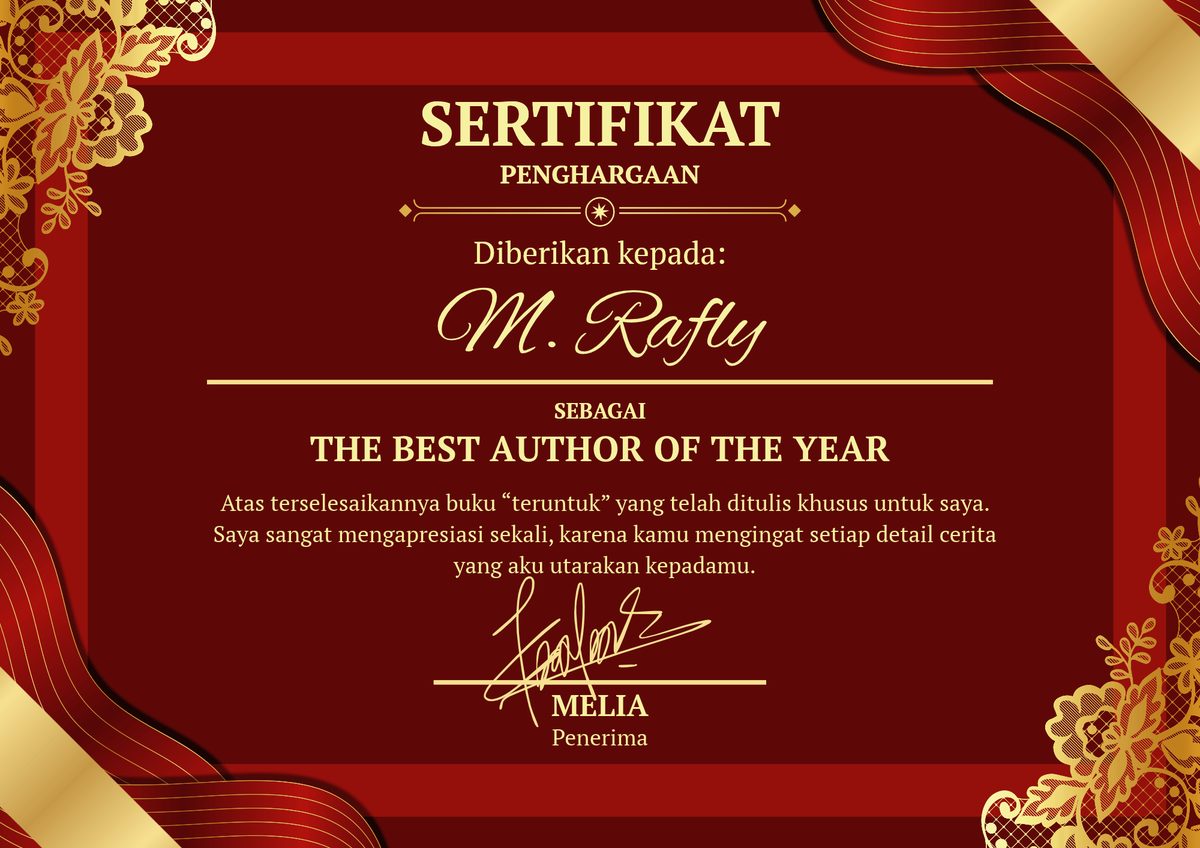 SERTIFIKAT
PENGHARGAAN
Diberikan kepada:
M. Rafly
SEBAGAI
THE BEST AUTHOR OF THE YEAR
Atas terselesaikannya buku “teruntuk” yang telah ditulis khusus untuk saya.
Saya sangat mengapresiasi sekali, karena kamu mengingat setiap detail cerita
yang aku utarakan kepadamu.
MELIA
Penerima